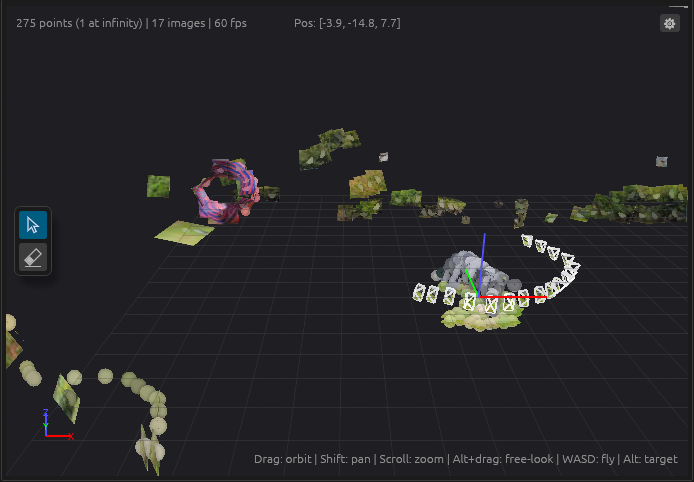 275 points (1 at infinity) | 17 images | 60 fps
Pos: [-3.9, -14.8, 7.7]
Z
X
Drag: orbit | Shift: pan | Scroll: zoom | Alt+drag: free-look | WASD: fly | Alt: target